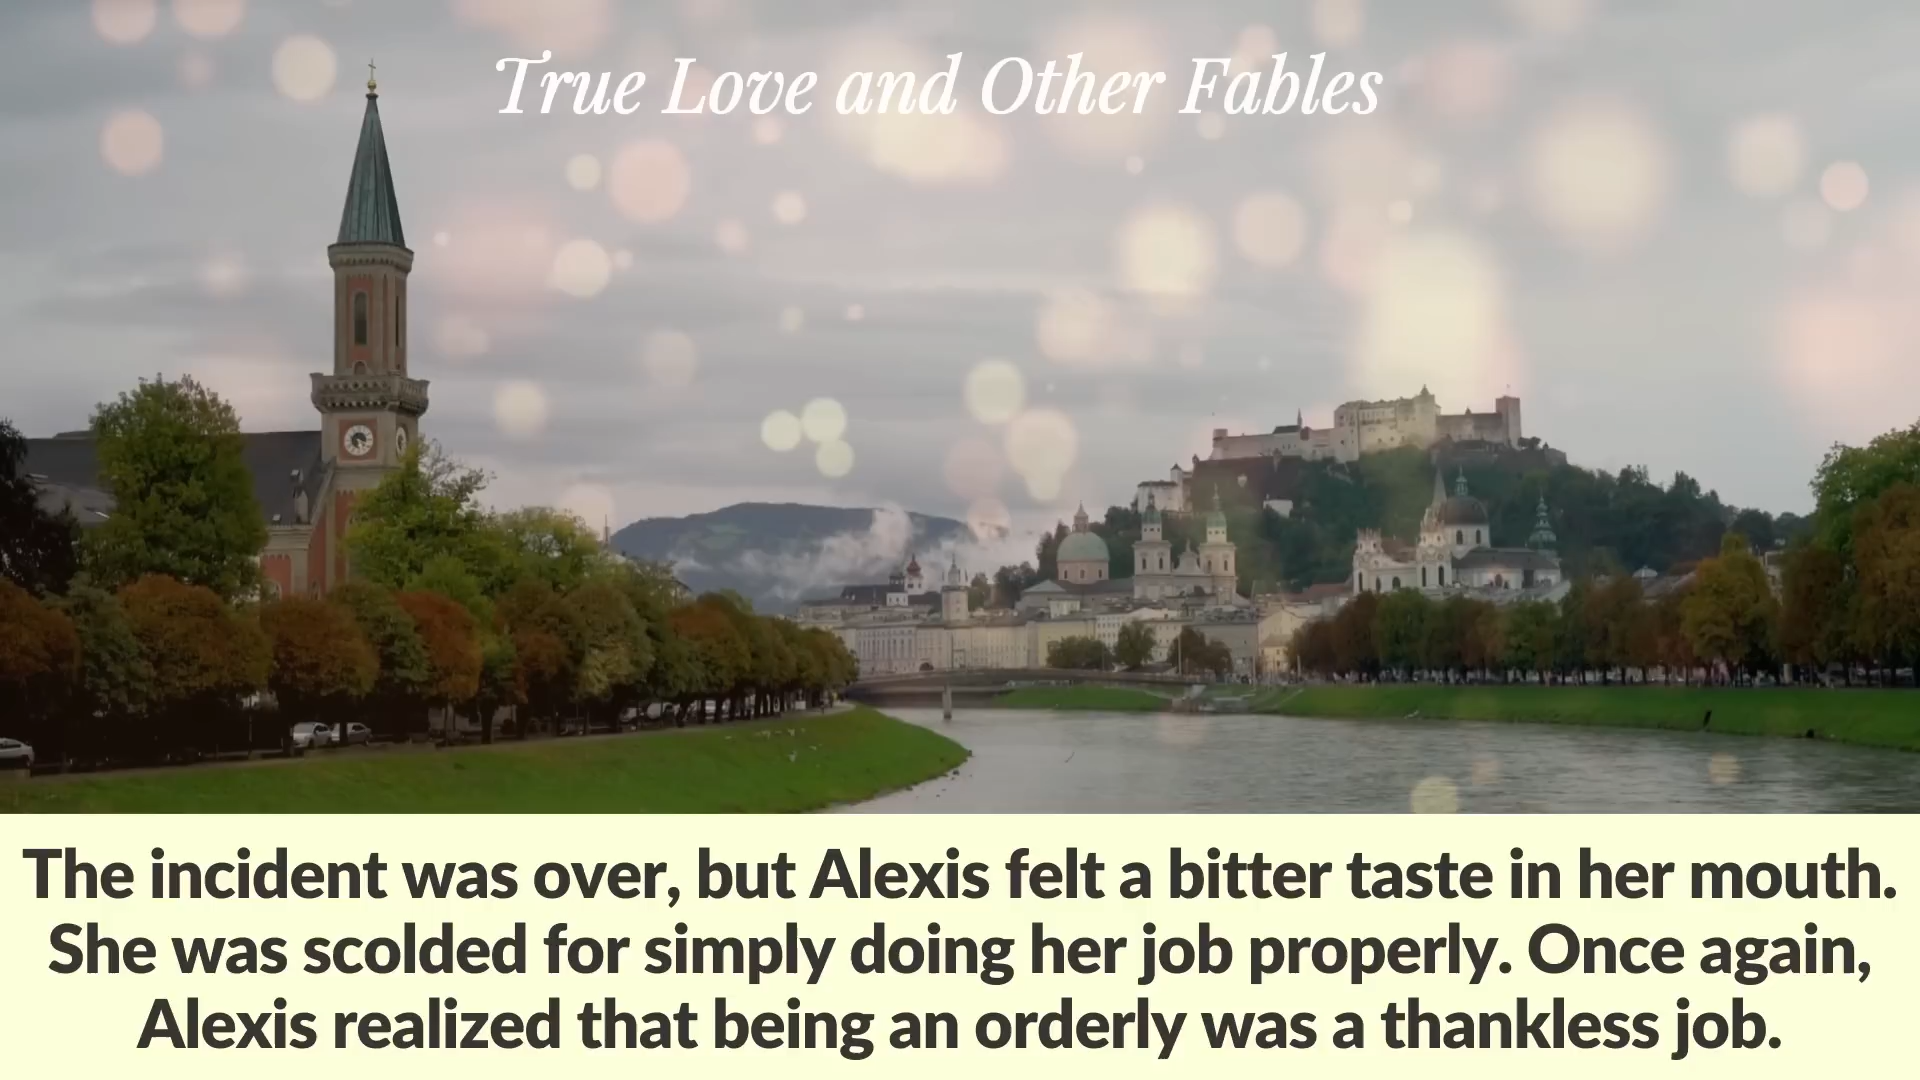 True Love and Other Fables
The incident was over, but Alexis felt a bitter taste in her mouth.
She was scolded for simply doing her job properly. Once again,
Alexis realized that being an orderly was a thankless job.